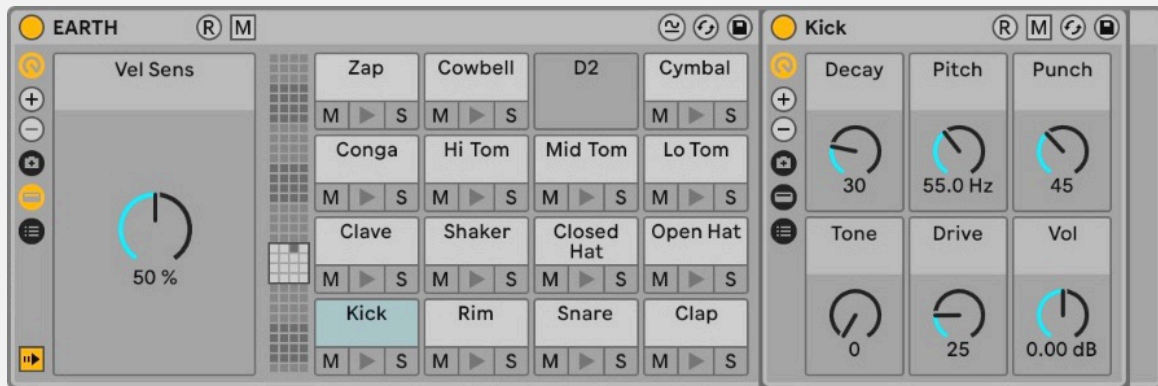 EARTH R M
Vel Sens
50 %
Zap Cowbell D2 Cymbal
M S M S M S
Conga Hi Tom Mid Tom Lo Tom
M S M S M S M S
Clave Shaker Closed Hat Open Hat
M S M S M S M S
Kick Rim Snare Clap
M S M S M S M S
Kick R M
Decay Pitch Punch
30 55.0 Hz 45
Tone Drive Vol
0 25 0.00 dB